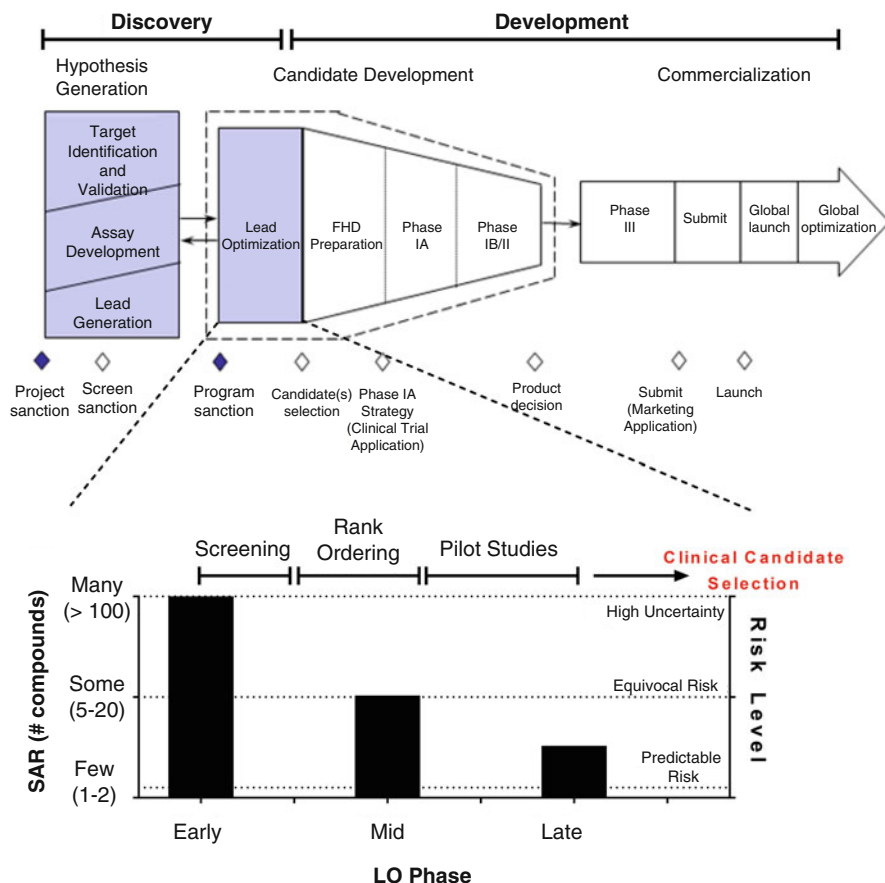 Discovery
Development
Hypothesis
Generation
Candidate Development
Commercialization
Target
Identification
and
Validation
Assay
Development
Lead
Generation
Lead
Optimization
FHD
Preparation
Phase
IA
Phase
IB/II
Phase
III
Submit
Global
launch
Global
optimization
Project
sanction
Screen
sanction
Program
sanction
Candidate(s)
selection
Phase IA
Strategy
(Clinical Trial
Application)
Product
decision
Submit
(Marketing
Application)
Launch
Screening
Rank
Ordering
Pilot Studies
Clinical Candidate
Selection
SAR (# compounds)
Many
(> 100)
Some
(5-20)
Few
(1-2)
High Uncertainty
Equivocal Risk
Predictable
Risk
Risk Level
Early
Mid
Late
LO Phase